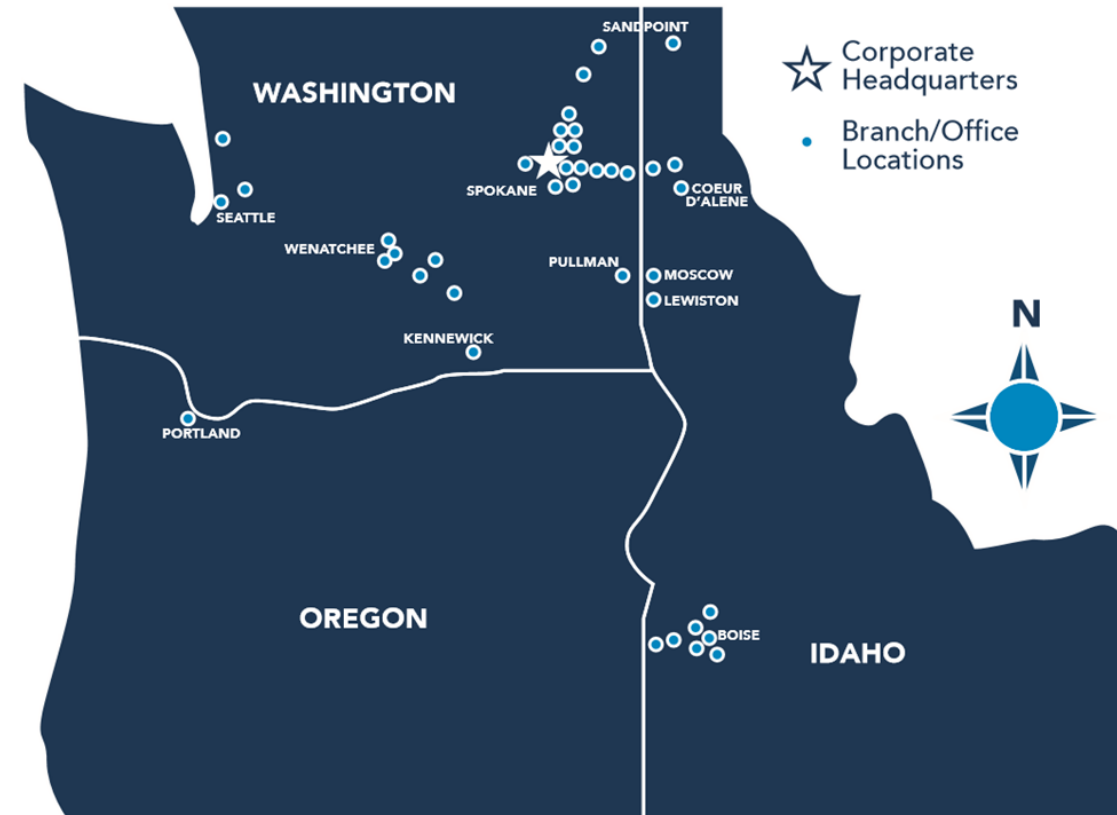 SANDPOINT
Corporate
Headquarters
WASHINGTON
Branch/Office
Locations
SPOKANE
COEUR
D'ALENE
SEATTLE
WENATCHEE
PULLMAN
MOSCOW
LEWISTON
N
KENNEWICK
PORTLAND
OREGON
BOISE
IDAHO